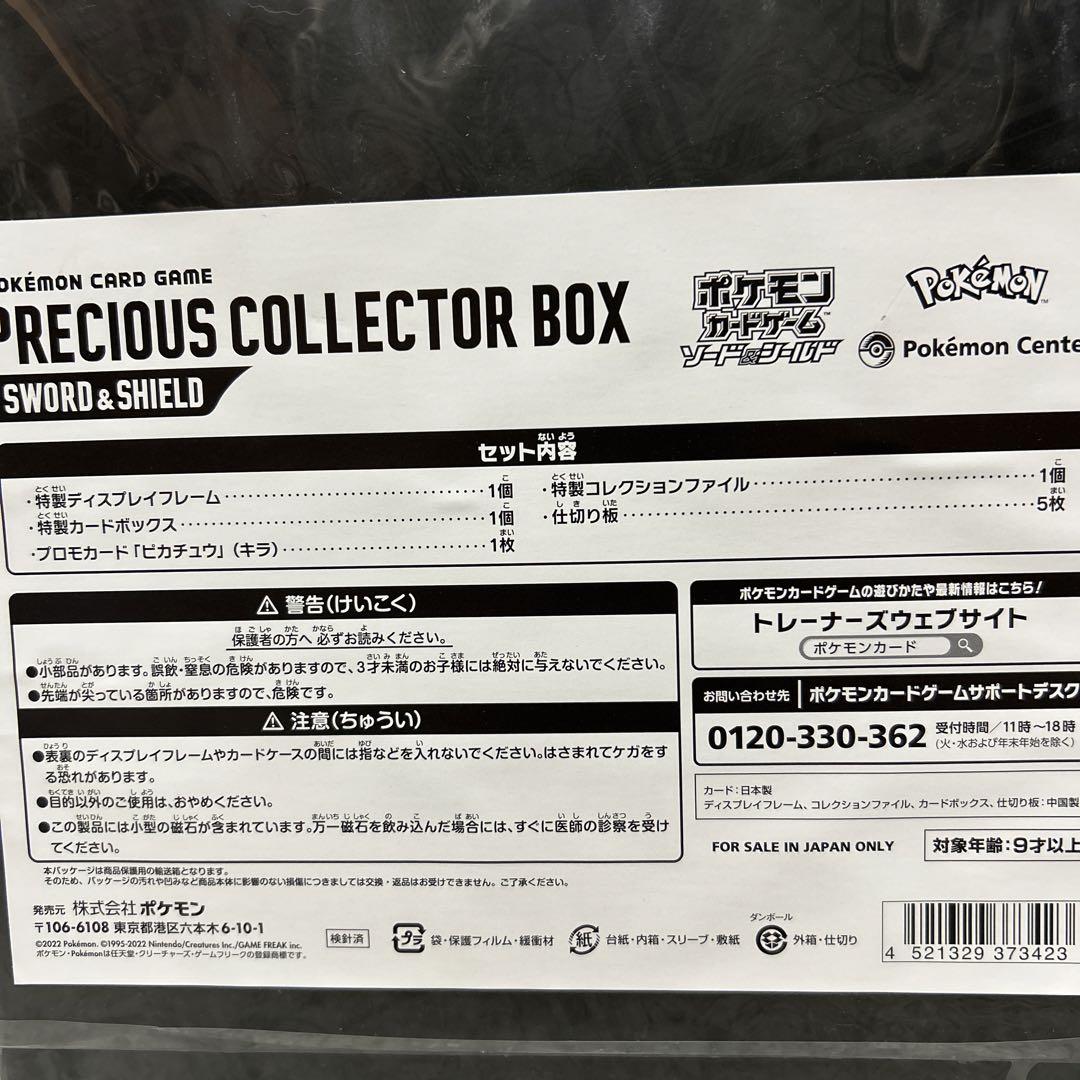 POKÉMON CARD GAME
PRECIOUS COLLECTOR BOX
SWORD & SHIELD
ポケモン
カードゲーム
ソード&シールド
Pokémon
Pokémon Cente
セット内容
・特製ディスプレイフレーム 1個
・特製カードボックス 1個
・プロモカード「ピカチュウ」(キラ) 1枚
・特製コレクションファイル 1個
・仕切り板 5枚
⚠ 警告(けいこく)
保護者の方へ 必ずお読みください。
●小部品があります。誤飲・窒息の危険がありますので、3才未満のお子様には絶対に与えないでください。
●先端が尖っている箇所がありますので、危険です。
⚠ 注意(ちゅうい)
●表裏のディスプレイフレームやカードケースの間には指などを入れないでください。はさまれてケガをす
る恐れがあります。
●目的以外のご使用は、おやめください。
●この製品には小型の磁石が含まれています。万一磁石を飲み込んだ場合には、すぐに医師の診察を受け
てください。
本パッケージは商品保護用の輸送箱となります。
そのため、パッケージの汚れや凹みなど商品本体に影響のない損傷につきましては交換・返品はお受けできません。ご了承ください。
ポケモンカードゲームの遊びかたや最新情報はこちら!
トレーナーズウェブサイト
ポケモンカード
お問い合わせ先 ポケモンカードゲームサポートデスク
0120-330-362 受付時間/11時~18時
(火・水および年末年始を除く)
カード:日本製
ディスプレイフレーム、コレクションファイル、カードボックス、仕切り板:中国製
FOR SALE IN JAPAN ONLY
対象年齢:9才以上
発売元 株式会社ポケモン
〒106-6108 東京都港区六本木6-10-1
©2022 Pokémon. ©1995-2022 Nintendo/Creatures Inc./GAME FREAK inc.
ポケモン・Pokémonは任天堂・クリーチャーズ・ゲームフリークの登録商標です。
検針済
プラ 袋・保護フィルム・緩衝材
紙 台紙・内箱・スリーブ・敷紙
ダンボール
外箱・仕切り
4 521329 373423